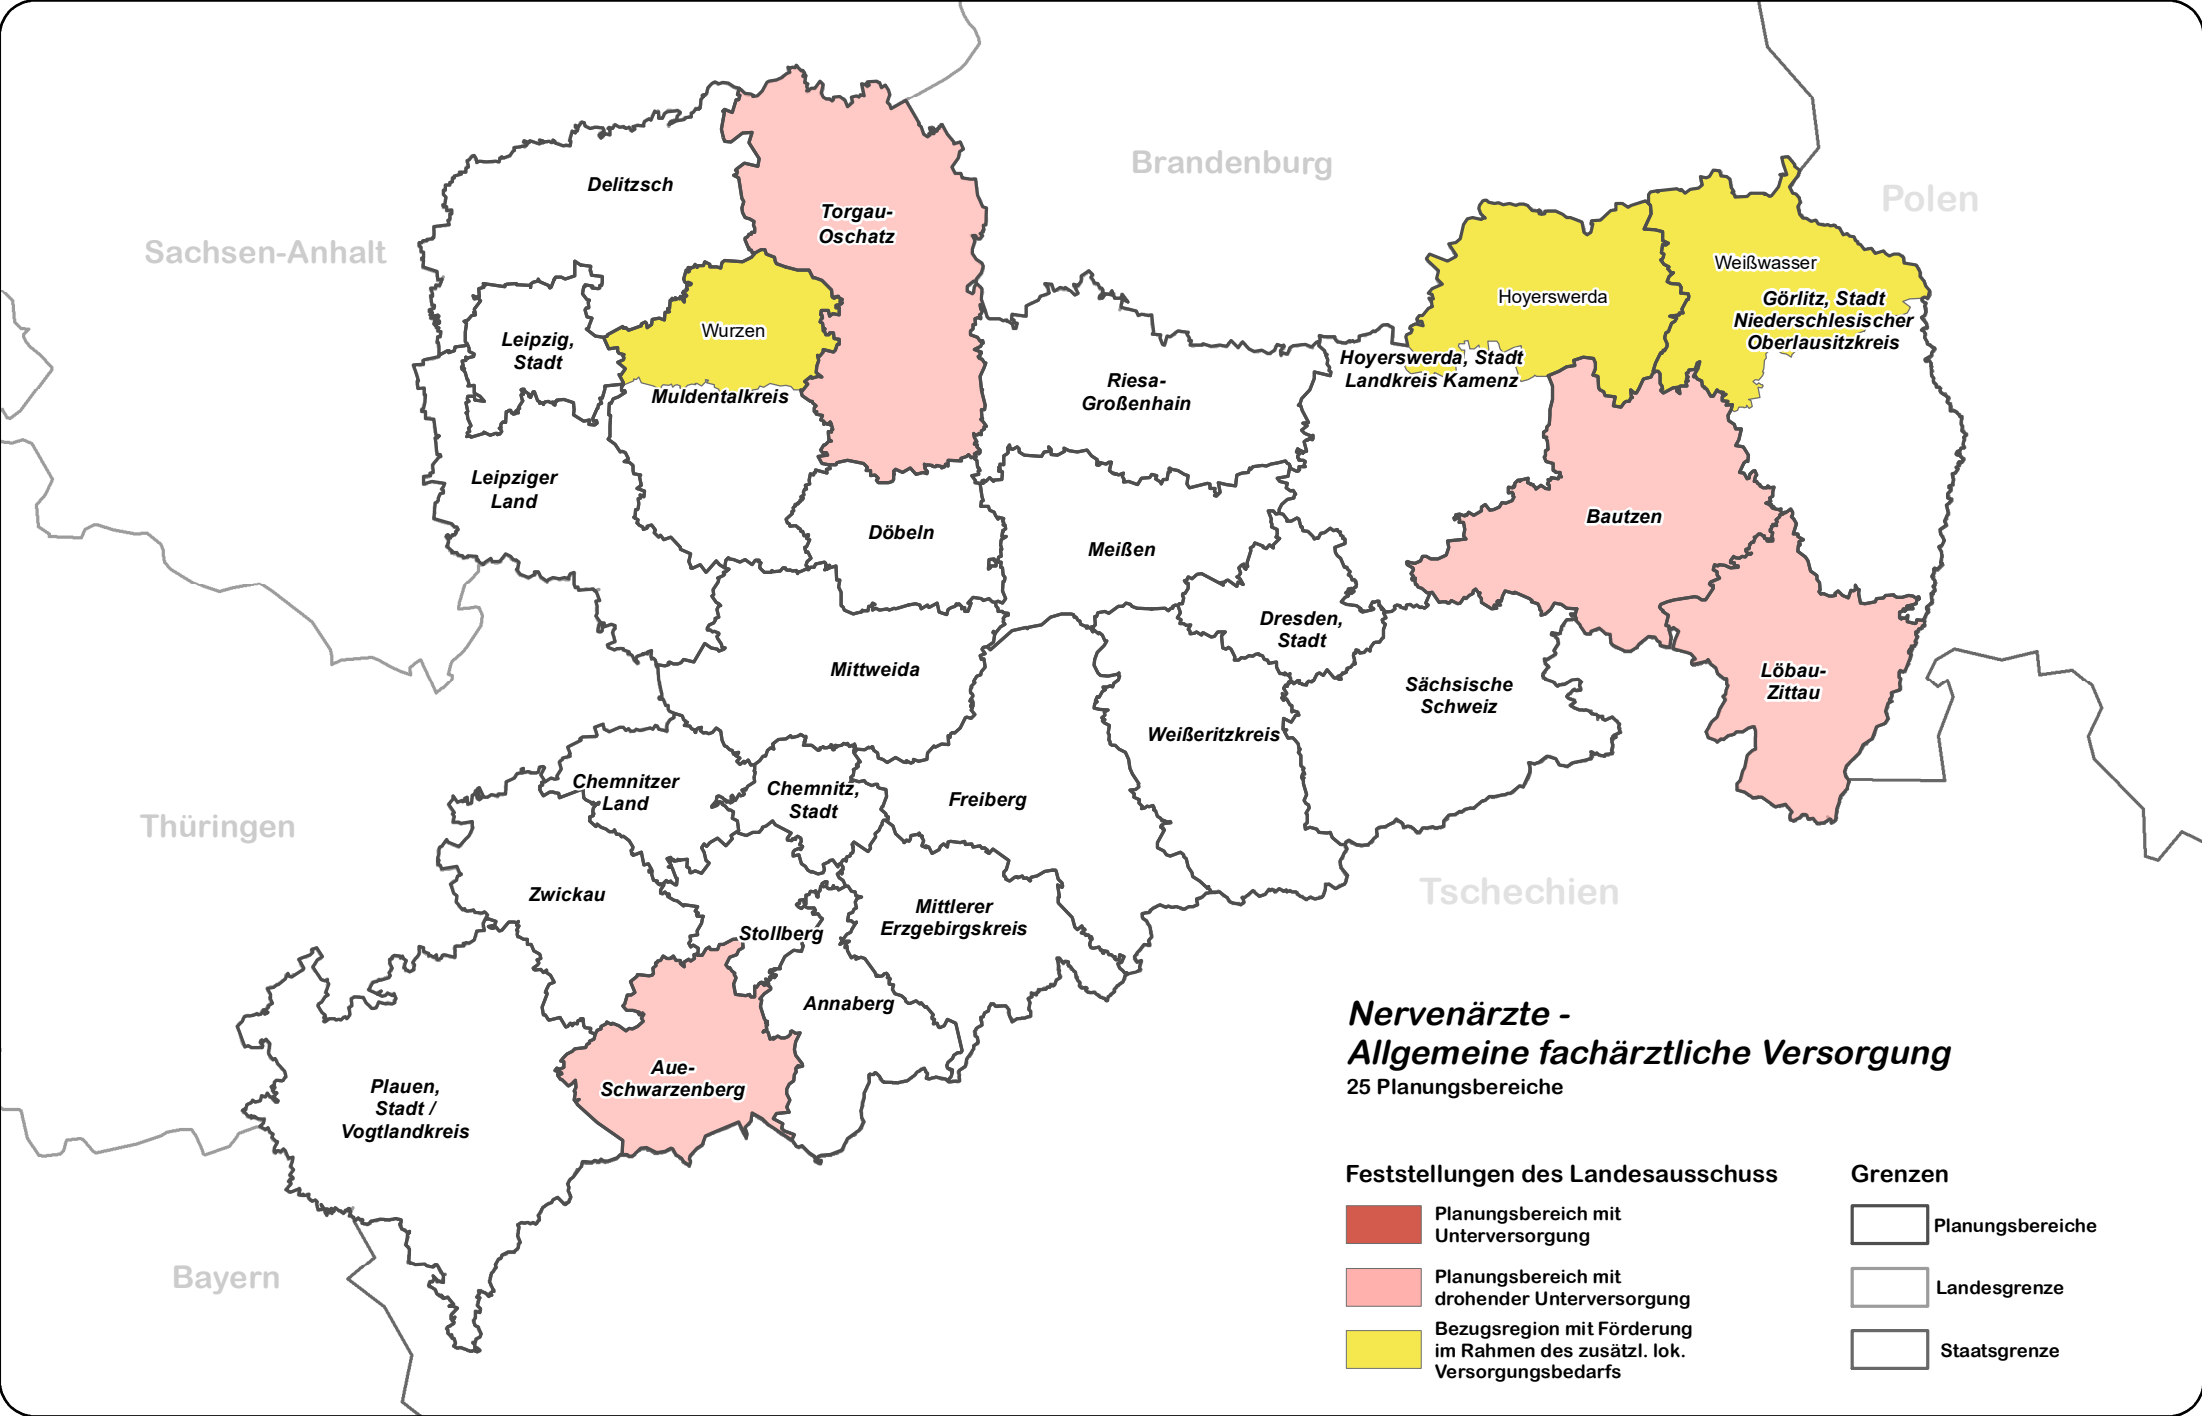 Brandenburg
Polen
Sachsen-Anhalt
Delitzsch
Torgau-
Oschatz
Weißwasser
Hoyerswerda
Görlitz, Stadt
Niederschlesischer
Oberlausitzkreis
Wurzen
Leipzig,
Stadt
Muldentalkreis
Riesa-
Großenhain
Hoyerswerda, Stadt
Landkreis Kamenz
Leipziger
Land
Döbeln
Meißen
Bautzen
Dresden,
Stadt
Mittweida
Sächsische
Schweiz
Löbau-
Zittau
Weißeritzkreis
Chemnitzer
Land
Chemnitz,
Stadt
Freiberg
Thüringen
Zwickau
Stollberg
Mittlerer
Erzgebirgskreis
Tschechien
Annaberg
Aue-
Schwarzenberg
Plauen,
Stadt /
Vogtlandkreis
Bayern
Nervenärzte -
Allgemeine fachärztliche Versorgung
25 Planungsbereiche
Feststellungen des Landesausschuss
Planungsbereich mit
Unterversorgung
Planungsbereich mit
drohender Unterversorgung
Bezugsregion mit Förderung
im Rahmen des zusätzl. lok.
Versorgungsbedarfs
Grenzen
Planungsbereiche
Landesgrenze
Staatsgrenze